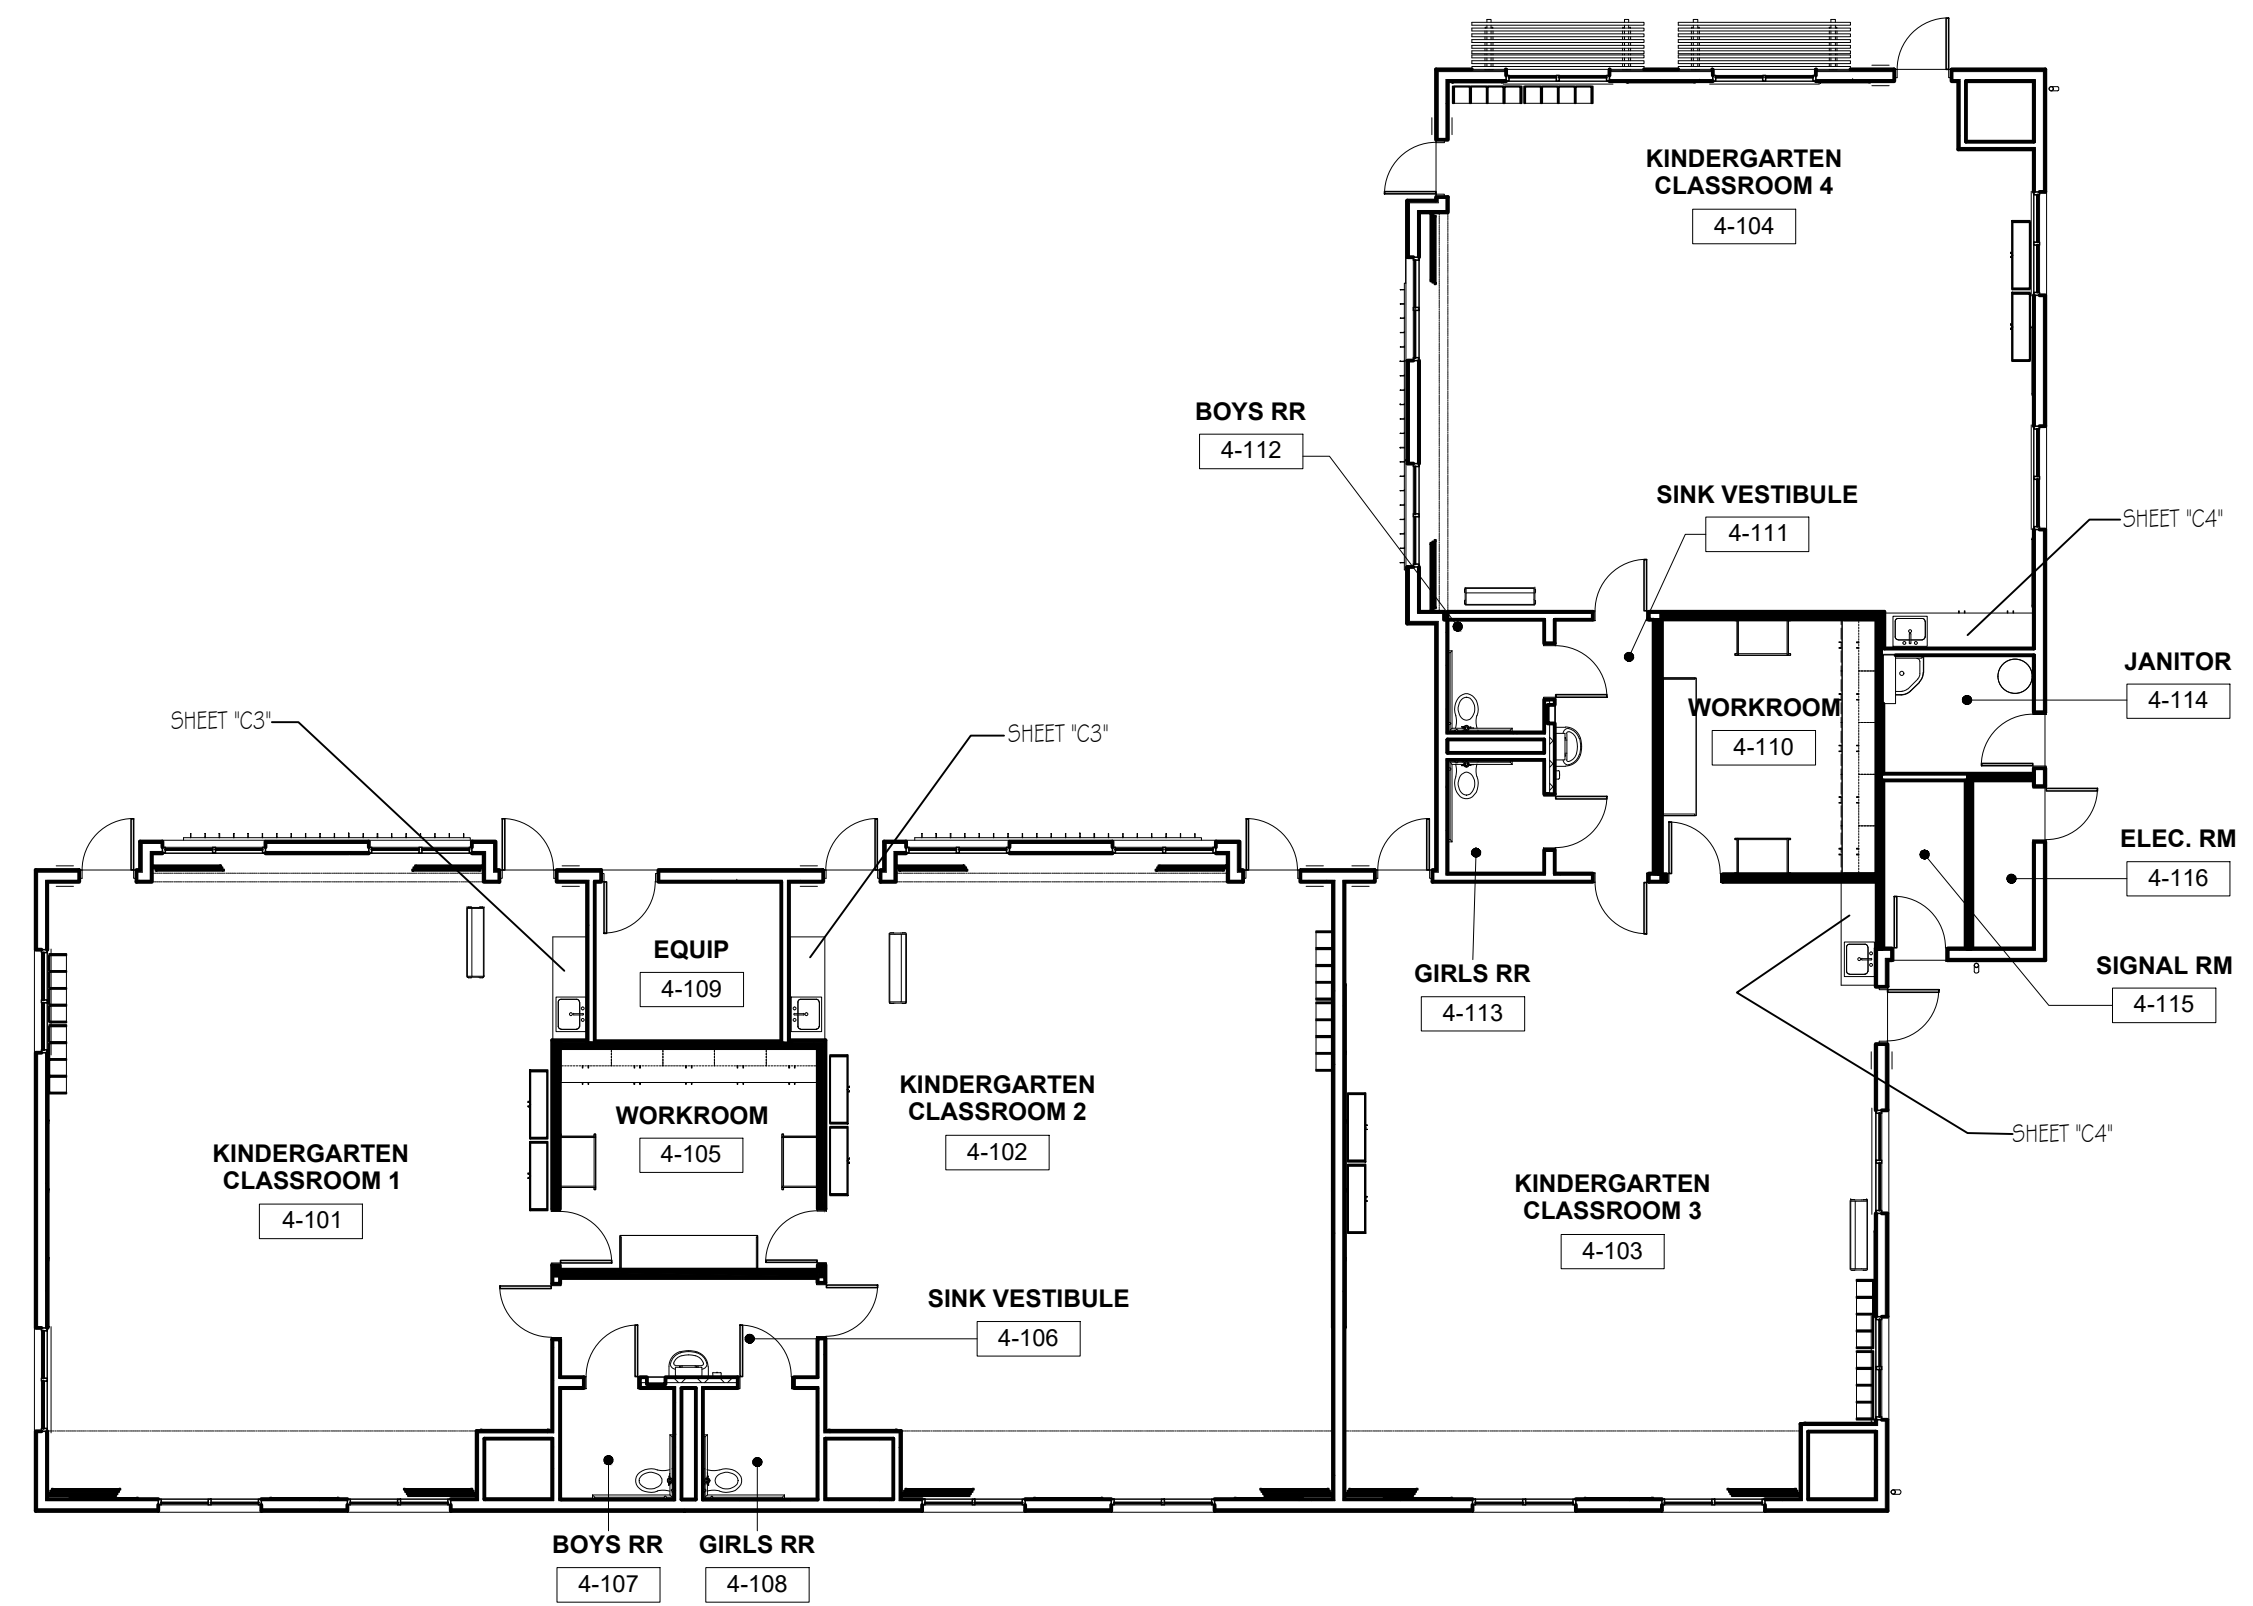 KINDERGARTEN
CLASSROOM 4
4-104
BOYS RR
4-112
SINK VESTIBULE
4-111
SHEET "C4"
JANITOR
4-114
WORKROOM
4-110
SHEET "C3"
SHEET "C3"
ELEC. RM
4-116
EQUIP
4-109
GIRLS RR
4-113
SIGNAL RM
4-115
KINDERGARTEN
CLASSROOM 2
4-102
WORKROOM
4-105
SHEET "C4"
KINDERGARTEN
CLASSROOM 1
4-101
KINDERGARTEN
CLASSROOM 3
4-103
SINK VESTIBULE
4-106
BOYS RR
4-107
GIRLS RR
4-108